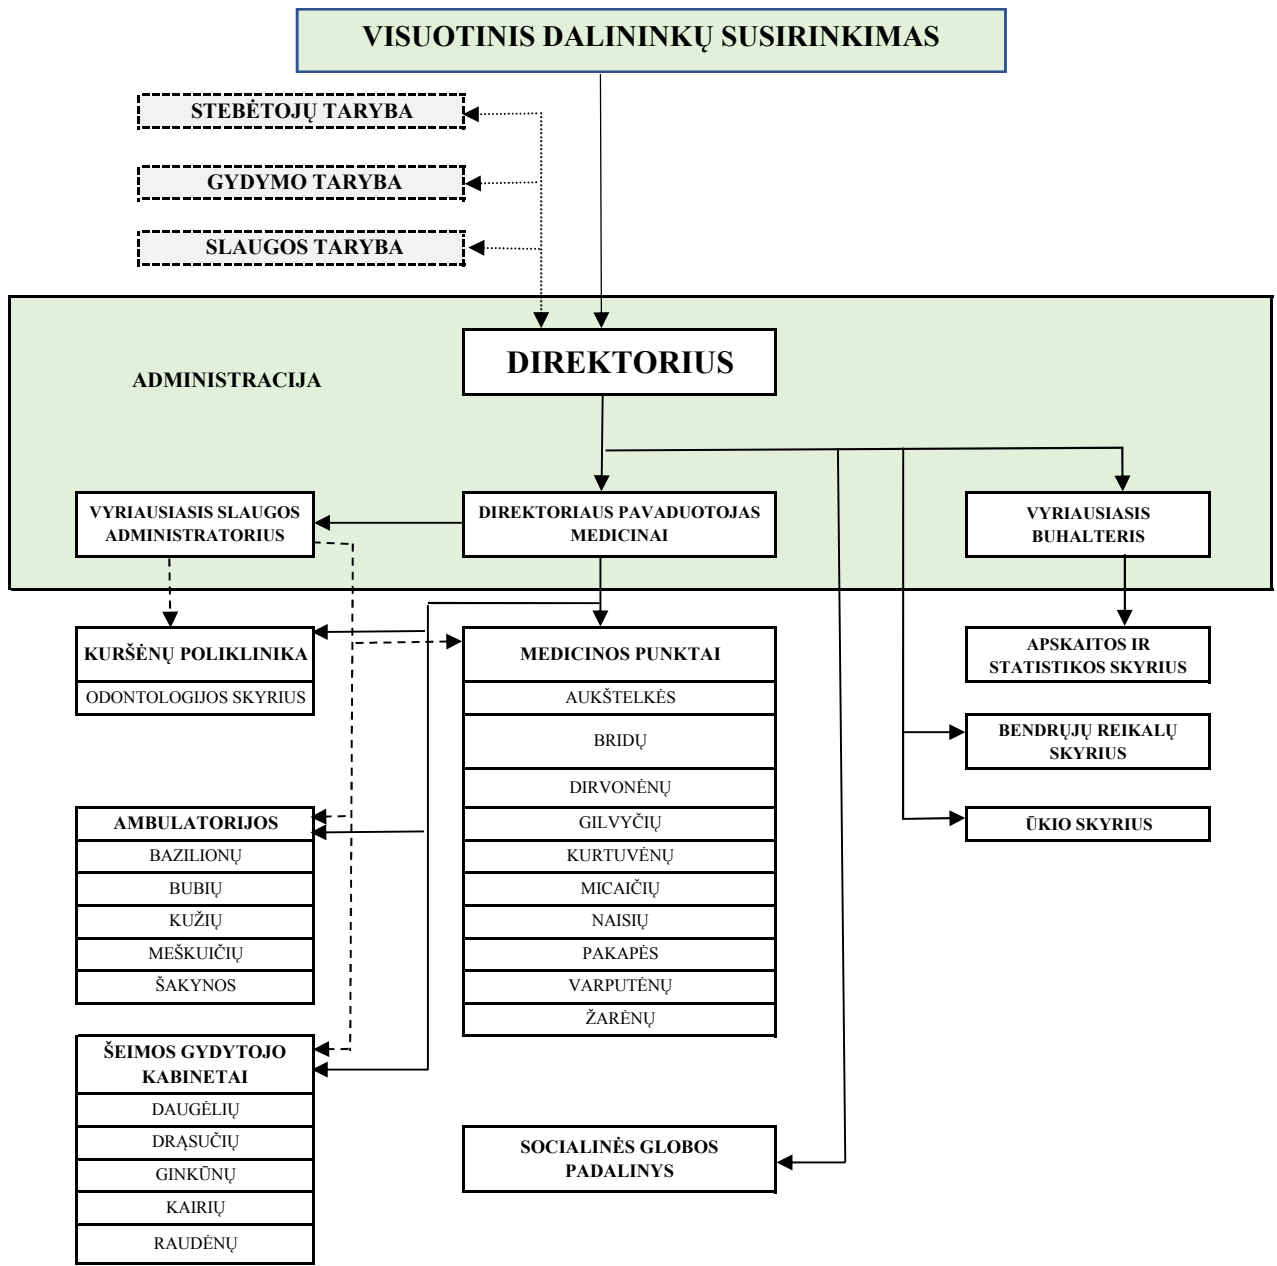 VISUOTINIS DALININKŲ SUSIRINKIMAS
STEBĖTOJŲ TARYBA
GYDYMO TARYBA
SLAUGOS TARYBA
ADMINISTRACIJA
DIREKTORIUS
VYRIAUSIASIS SLAUGOS
ADMINISTRATORIUS
DIREKTORIAUS PAVADUOTOJAS
MEDICINAI
VYRIAUSIASIS
BUHALTERIS
KURŠĖNŲ POLIKLINIKA
ODONTOLOGIJOS SKYRIUS
AMBULATORIJOS
BAZILIONŲ
BUBIŲ
KUŽIŲ
MEŠKUIČIŲ
ŠAKYNOS
ŠEIMOS GYDYTOJO
KABINETAI
DAUGĖLIŲ
DRĄSUČIŲ
GINKŪNŲ
KAIRIŲ
RAUDĖNŲ
MEDICINOS PUNKTAI
AUKŠTELKĖS
BRIDŲ
DIRVONĖNŲ
GILVYČIŲ
KURTUVĖNŲ
MICAIČIŲ
NAISIŲ
PAKAPĖS
VARPUTĖNŲ
ŽARĖNŲ
SOCIALINĖS GLOBOS
PADALINYS
APSKAITOS IR
STATISTIKOS SKYRIUS
BENDRŲJŲ REIKALŲ
SKYRIUS
ŪKIO SKYRIUS